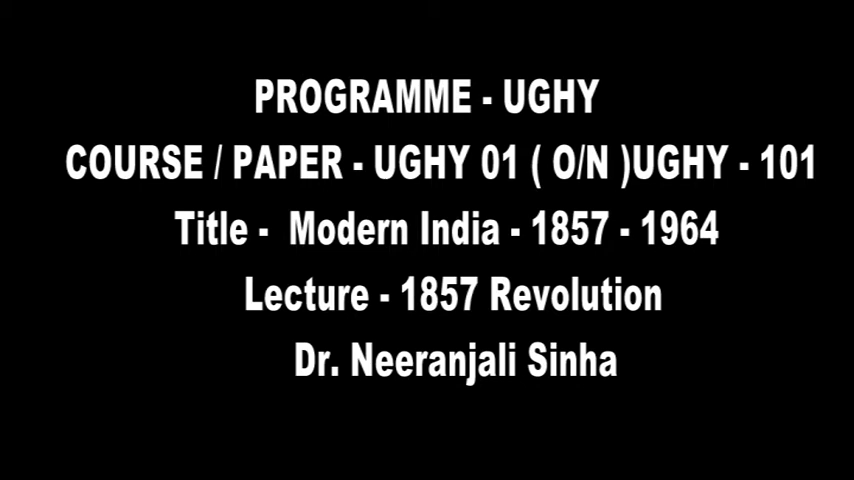 PROGRAMME - UGHY
COURSE / PAPER - UGHY 01 ( O/N )UGHY - 101
Title -  Modern India - 1857 - 1964
Lecture - 1857 Revolution
Dr. Neeranjali Sinha